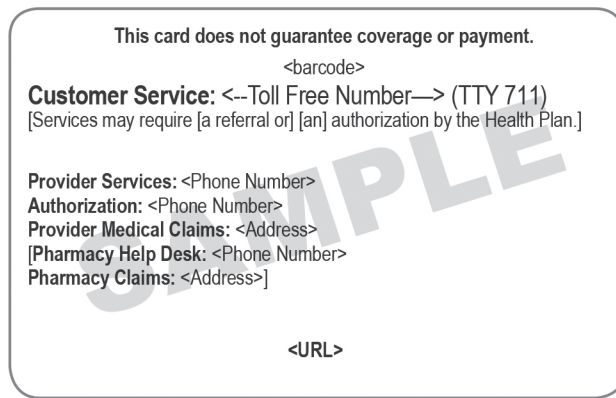 This card does not guarantee coverage or payment.
<barcode>
Customer Service: <--Toll Free Number—> (TTY 711)
[Services may require [a referral or] [an] authorization by the Health Plan.]
Provider Services: <Phone Number>
Authorization: <Phone Number>
Provider Medical Claims: <Address>
[Pharmacy Help Desk: <Phone Number>
Pharmacy Claims: <Address>]
SAMPLE
<URL>